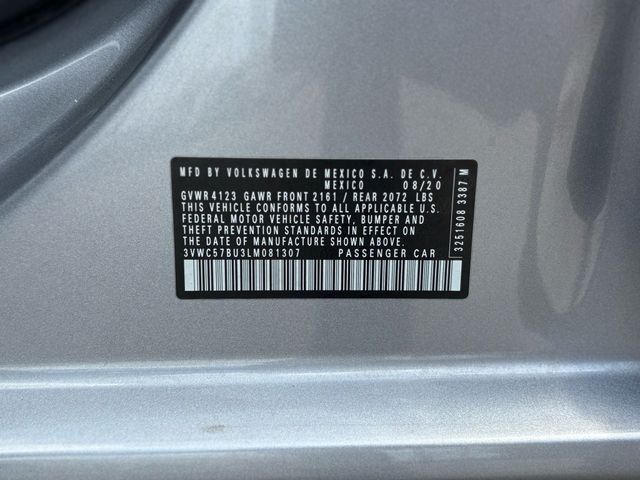 MFD BY VOLKSWAGEN DE MEXICO S.A. DE C.V.
MEXICO 08/20
GVWR 4123 GAWR FRONT 2161 / REAR 2072 LBS
THIS VEHICLE CONFORMS TO ALL APPLICABLE U.S.
FEDERAL MOTOR VEHICLE SAFETY, BUMPER AND
THEFT PREVENTION STANDARDS IN EFFECT ON
THE DATE OF MANUFACTURE SHOWN ABOVE.
3VWC57BU3LM081307 PASSENGER CAR
3251608 3387 M